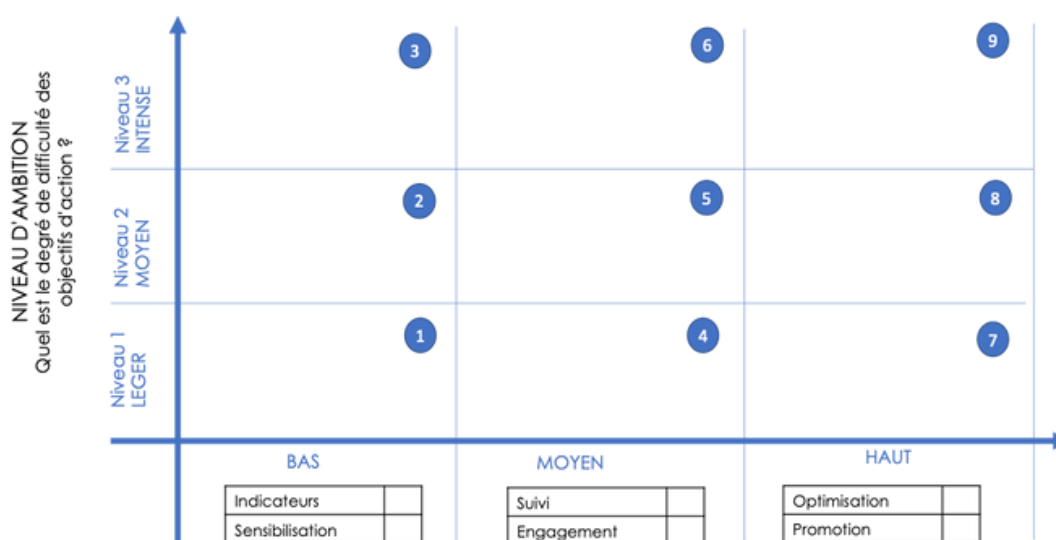 NIVEAU D'AMBITION
Quel est le degré de difficulté des
objectifs d'action ?
Niveau 3
INTENSE
3
6
9
Niveau 2
MOYEN
2
5
8
Niveau 1
LEGER
1
4
7
BAS
MOYEN
HAUT
Indicateurs
Sensibilisation
Suivi
Engagement
Optimisation
Promotion